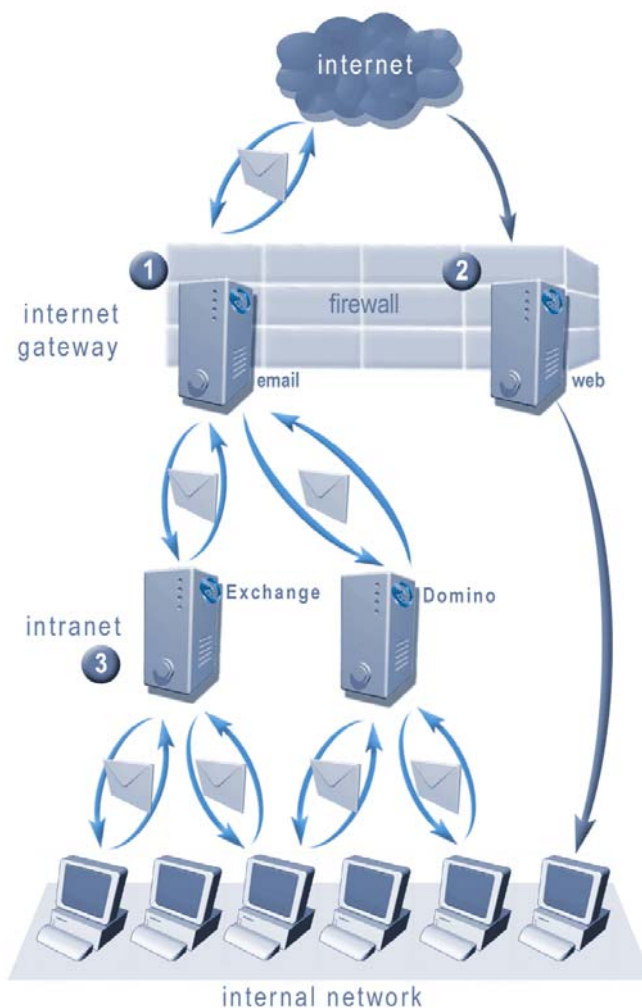 internet
1
2
firewall
internet
gateway
email
web
Exchange
Domino
intranet
3
internal network